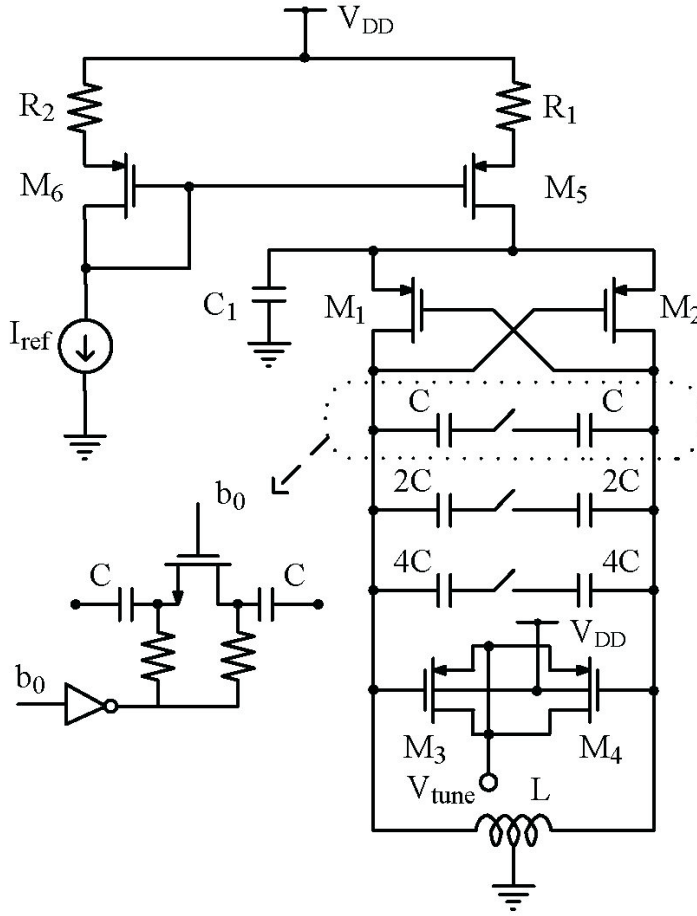 V_DD
R_2
R_1
M_6
M_5
C_1
M_1
M_2
I_ref
C
C
b_0
2C
2C
C
C
4C
4C
V_DD
b_0
M_3
M_4
V_tune
L